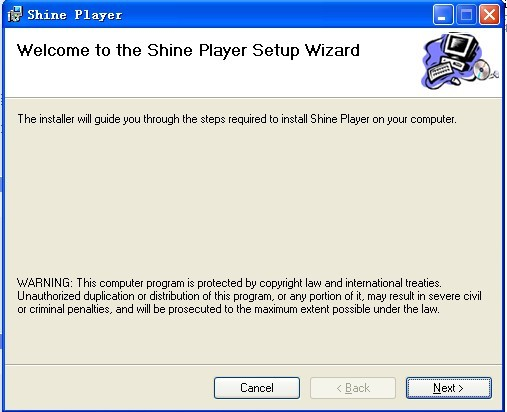 Shine Player
Welcome to the Shine Player Setup Wizard
The installer will guide you through the steps required to install Shine Player on your computer.
WARNING: This computer program is protected by copyright law and international treaties.
Unauthorized duplication or distribution of this program, or any portion of it, may result in severe civil
or criminal penalties, and will be prosecuted to the maximum extent possible under the law.
Cancel
< Back
Next >